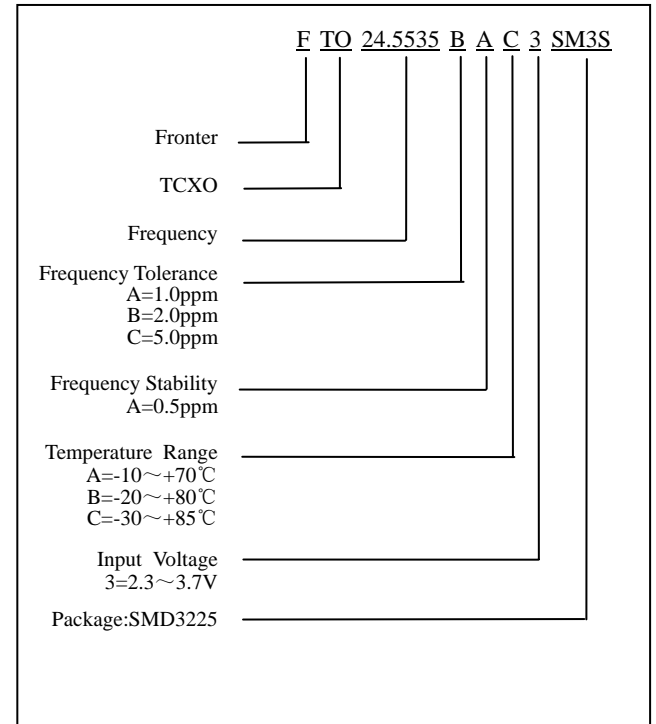 F TO 24.5535 B A C 3 SM3S
Fronter
TCXO
Frequency
Frequency Tolerance
A=1.0ppm
B=2.0ppm
C=5.0ppm
Frequency Stability
A=0.5ppm
Temperature Range
A=-10～+70℃
B=-20～+80℃
C=-30～+85℃
Input Voltage
3=2.3～3.7V
Package:SMD3225